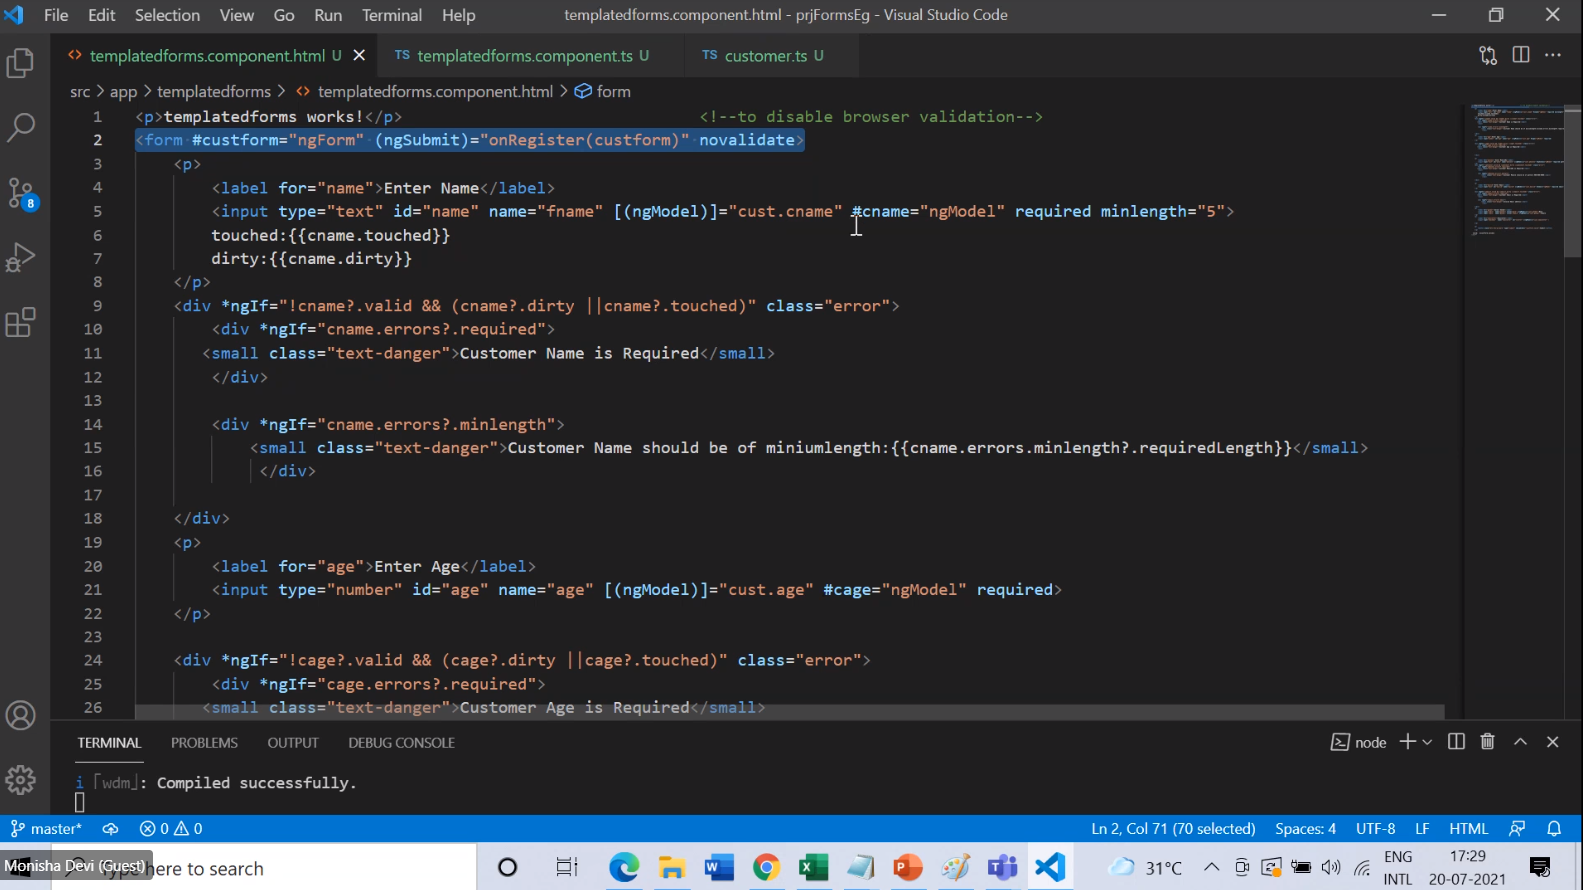 File Edit Selection View Go Run Terminal Help templatedforms.component.html - prjFormsEg - Visual Studio Code
<> templatedforms.component.html U × TS templatedforms.component.ts U TS customer.ts U ...
src > app > templatedforms > <> templatedforms.component.html > form
1 <p>templatedforms works!</p> <!--to disable browser validation-->
2 <form #custform="ngForm" (ngSubmit)="onRegister(custform)" novalidate>
3 <p>
4 <label for="name">Enter Name</label>
5 <input type="text" id="name" name="fname" [(ngModel)]="cust.cname" #cname="ngModel" required minlength="5">
6 touched:{{cname.touched}}
7 dirty:{{cname.dirty}}
8 </p>
9 <div *ngIf="!cname?.valid && (cname?.dirty ||cname?.touched)" class="error">
10 <div *ngIf="cname.errors?.required">
11 <small class="text-danger">Customer Name is Required</small>
12 </div>
13
14 <div *ngIf="cname.errors?.minlength">
15 <small class="text-danger">Customer Name should be of miniumlength:{{cname.errors.minlength?.requiredLength}}</small>
16 </div>
17
18 </div>
19 <p>
20 <label for="age">Enter Age</label>
21 <input type="number" id="age" name="age" [(ngModel)]="cust.age" #cage="ngModel" required>
22 </p>
23
24 <div *ngIf="!cage?.valid && (cage?.dirty ||cage?.touched)" class="error">
25 <div *ngIf="cage.errors?.required">
26 <small class="text-danger">Customer Age is Required</small>
8
TERMINAL PROBLEMS OUTPUT DEBUG CONSOLE node
i ｢wdm｣: Compiled successfully.
master* 0 0 Ln 2, Col 71 (70 selected) Spaces: 4 UTF-8 LF HTML
Monisha Devi (Guest) here to search 31°C ENG INTL 17:29 20-07-2021